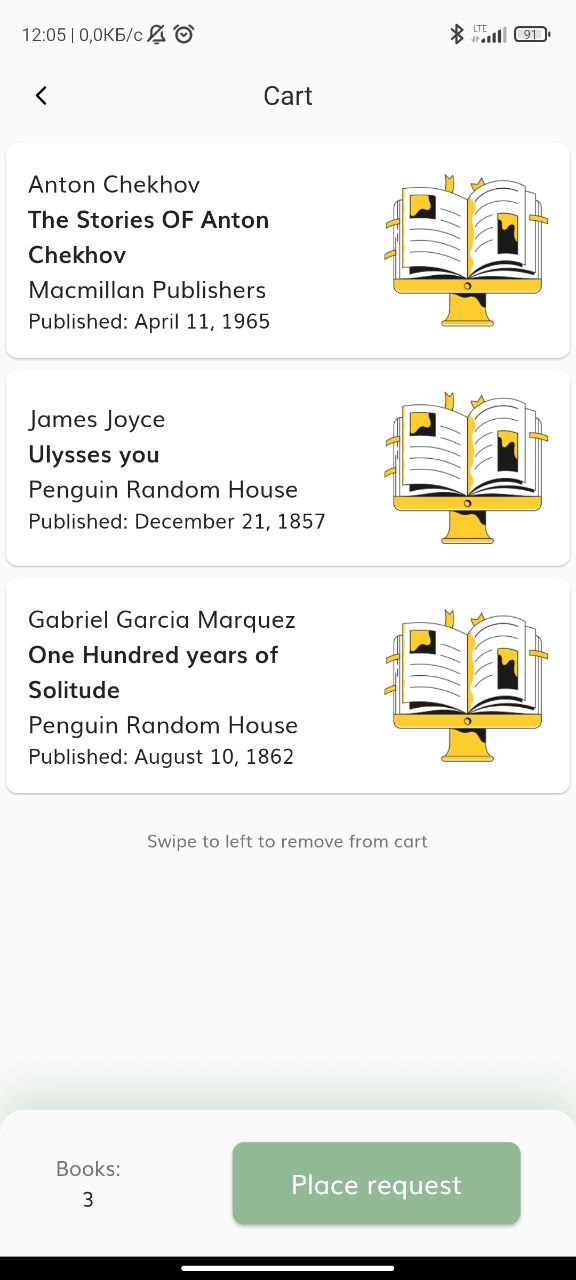 12:05 | 0,0КБ/с
LTE
91
Cart
Anton Chekhov
The Stories OF Anton
Chekhov
Macmillan Publishers
Published: April 11, 1965
James Joyce
Ulysses you
Penguin Random House
Published: December 21, 1857
Gabriel Garcia Marquez
One Hundred years of
Solitude
Penguin Random House
Published: August 10, 1862
Swipe to left to remove from cart
Books:
3
Place request